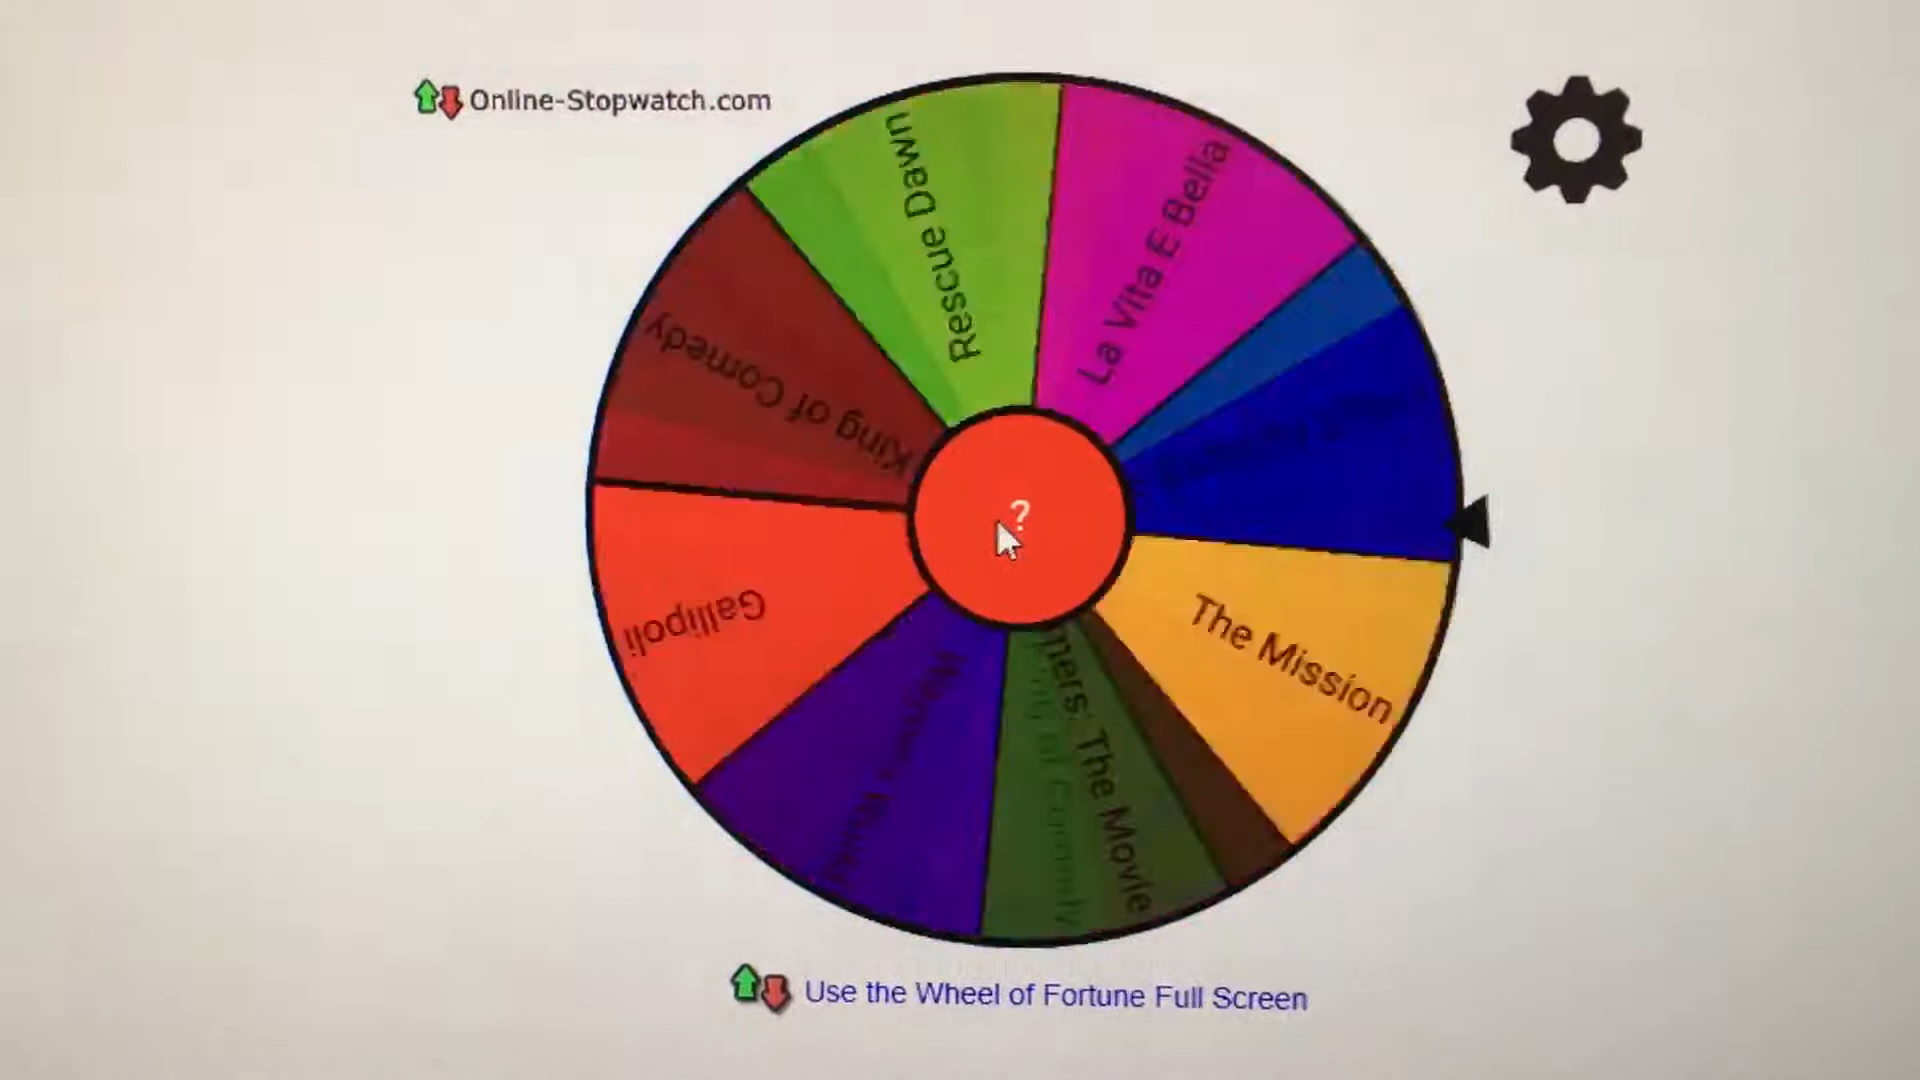 Online-Stopwatch.com
Rescue Dawn
La Vita E Bella
King of Comedy
?
Gallipoli
The Mission
The Movie
Use the Wheel of Fortune Full Screen